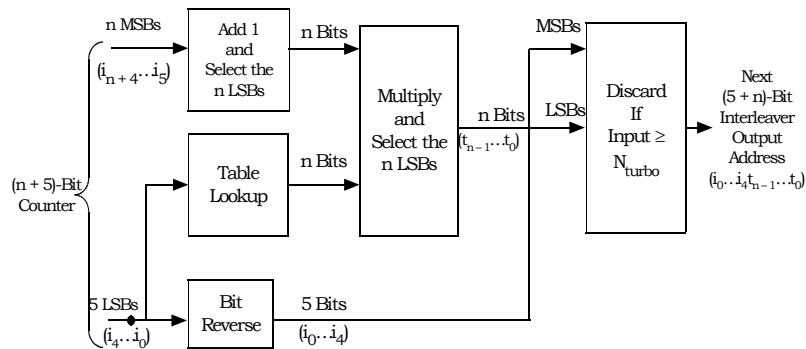 (n + 5)-Bit
Counter
n MSBs
(i_{n+4}…i_5)
Add 1
and
Select the
n LSBs
n Bits
Table
Lookup
n Bits
5 LSBs
(i_4…i_0)
Bit
Reverse
5 Bits
(i_0…i_4)
Multiply
and
Select the
n LSBs
n Bits
(t_{n–1}…t_0)
MSBs
LSBs
Discard
If
Input ≥
N_{turbo}
Next
(5 + n)-Bit
Interleaver
Output
Address
(i_0…i_4t_{n–1}…t_0)